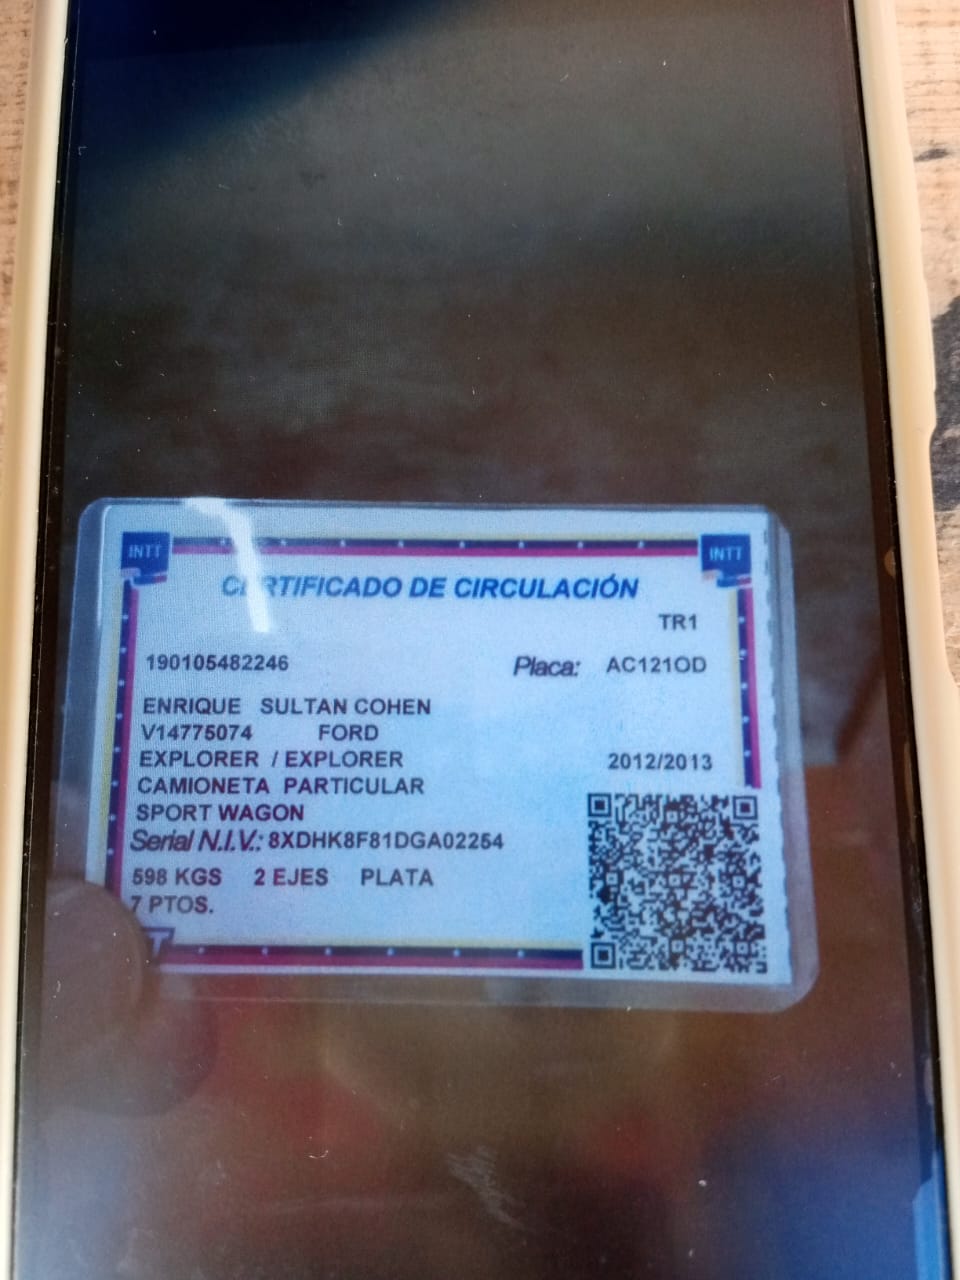 INTT INTT
CERTIFICADO DE CIRCULACIÓN
TR1
190105482246 Placa: AC121OD
ENRIQUE SULTAN COHEN
V14775074 FORD
EXPLORER / EXPLORER 2012/2013
CAMIONETA PARTICULAR
SPORT WAGON
Serial N.I.V.: 8XDHK8F81DGA02254
598 KGS 2 EJES PLATA
7 PTOS.